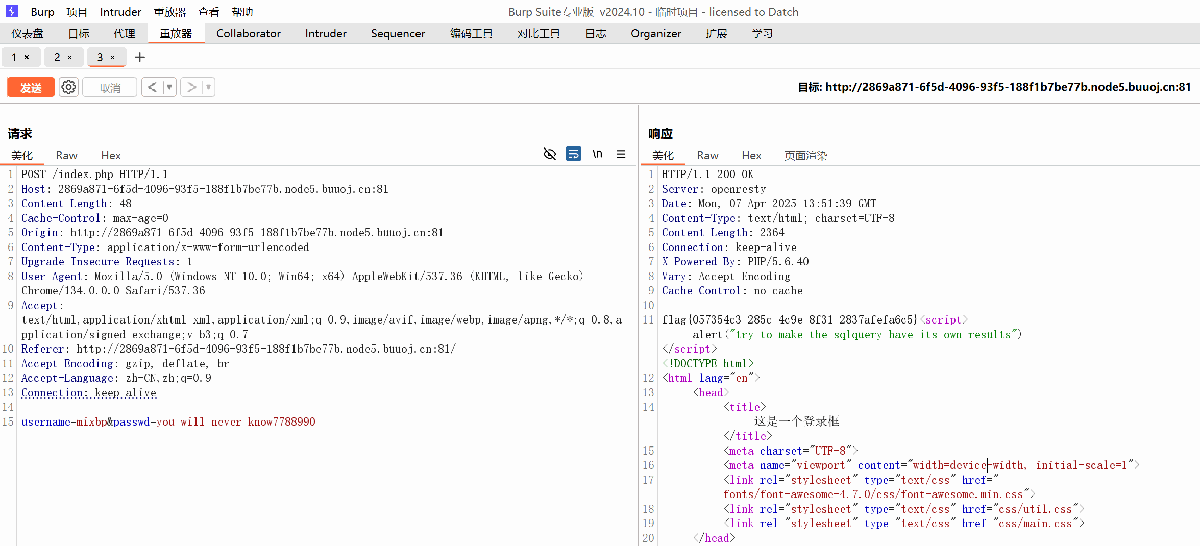 Burp 项目 Intruder 重放器 查看 帮助
Burp Suite专业版 v2024.10 - 临时项目 - licensed to Datch
仪表盘 目标 代理 重放器 Collaborator Intruder Sequencer 编码工具 对比工具 日志 Organizer 扩展 学习
1 × 2 × 3 × +
发送 取消 < >
目标: http://2869a871-6f5d-4096-93f5-188f1b7be77b.node5.buuoj.cn:81
请求
美化 Raw Hex \n
1 POST /index.php HTTP/1.1
2 Host: 2869a871-6f5d-4096-93f5-188f1b7be77b.node5.buuoj.cn:81
3 Content-Length: 48
4 Cache-Control: max-age=0
5 Origin: http://2869a871-6f5d-4096-93f5-188f1b7be77b.node5.buuoj.cn:81
6 Content-Type: application/x-www-form-urlencoded
7 Upgrade-Insecure-Requests: 1
8 User-Agent: Mozilla/5.0 (Windows NT 10.0; Win64; x64) AppleWebKit/537.36 (KHTML, like Gecko)
Chrome/134.0.0.0 Safari/537.36
9 Accept:
text/html,application/xhtml+xml,application/xml;q=0.9,image/avif,image/webp,image/apng,*/*;q=0.8,a
pplication/signed-exchange;v=b3;q=0.7
10 Referer: http://2869a871-6f5d-4096-93f5-188f1b7be77b.node5.buuoj.cn:81/
11 Accept-Encoding: gzip, deflate, br
12 Accept-Language: zh-CN,zh;q=0.9
13 Connection: keep-alive
14
15 username=mixbp&passwd=you_will_never_know7788990
响应
美化 Raw Hex 页面渲染
1 HTTP/1.1 200 OK
2 Server: openresty
3 Date: Mon, 07 Apr 2025 13:51:39 GMT
4 Content-Type: text/html; charset=UTF-8
5 Content-Length: 2364
6 Connection: keep-alive
7 X-Powered-By: PHP/5.6.40
8 Vary: Accept-Encoding
9 Cache-Control: no-cache
10
11 flag{057354c3-285c-4c9e-8f31-2837afefa6c5}<script>
alert("try to make the sqlquery have its own results")
</script>
<!DOCTYPE html>
12 <html lang="en">
13 <head>
14 <title>
这是一个登录框
</title>
15 <meta charset="UTF-8">
16 <meta name="viewport" content="width=device-width, initial-scale=1">
17 <link rel="stylesheet" type="text/css" href="
fonts/font-awesome-4.7.0/css/font-awesome.min.css">
18 <link rel="stylesheet" type="text/css" href="css/util.css">
19 <link rel="stylesheet" type="text/css" href="css/main.css">
20 </head>